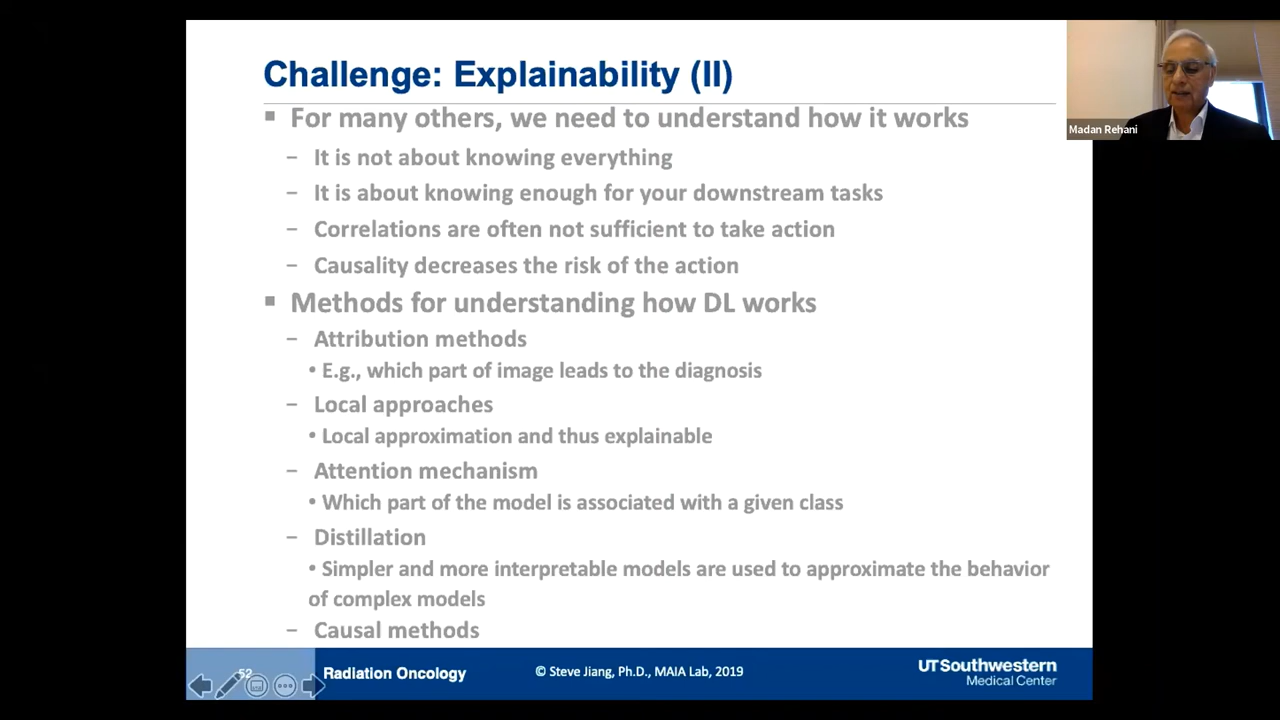 Challenge: Explainability (II)
▪ For many others, we need to understand how it works
– It is not about knowing everything
– It is about knowing enough for your downstream tasks
– Correlations are often not sufficient to take action
– Causality decreases the risk of the action
▪ Methods for understanding how DL works
– Attribution methods
• E.g., which part of image leads to the diagnosis
– Local approaches
• Local approximation and thus explainable
– Attention mechanism
• Which part of the model is associated with a given class
– Distillation
• Simpler and more interpretable models are used to approximate the behavior
of complex models
– Causal methods
52
Radiation Oncology
© Steve Jiang, Ph.D., MAIA Lab, 2019
UTSouthwestern
Medical Center
Madan Rehani